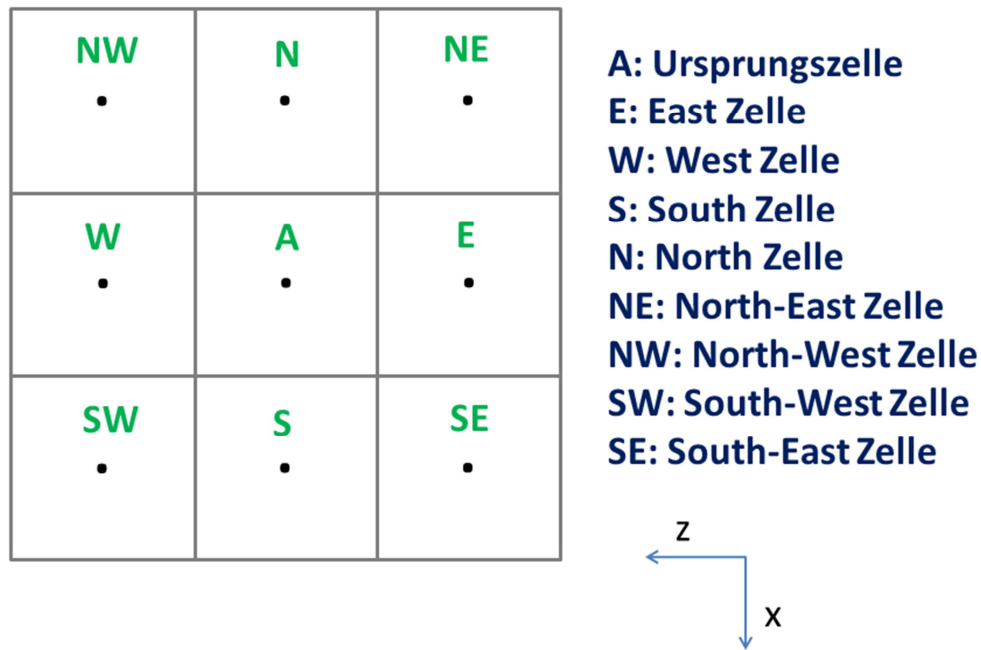 NW N NE
W A E
SW S SE
A: Ursprungszelle
E: East Zelle
W: West Zelle
S: South Zelle
N: North Zelle
NE: North-East Zelle
NW: North-West Zelle
SW: South-West Zelle
SE: South-East Zelle
Z
X